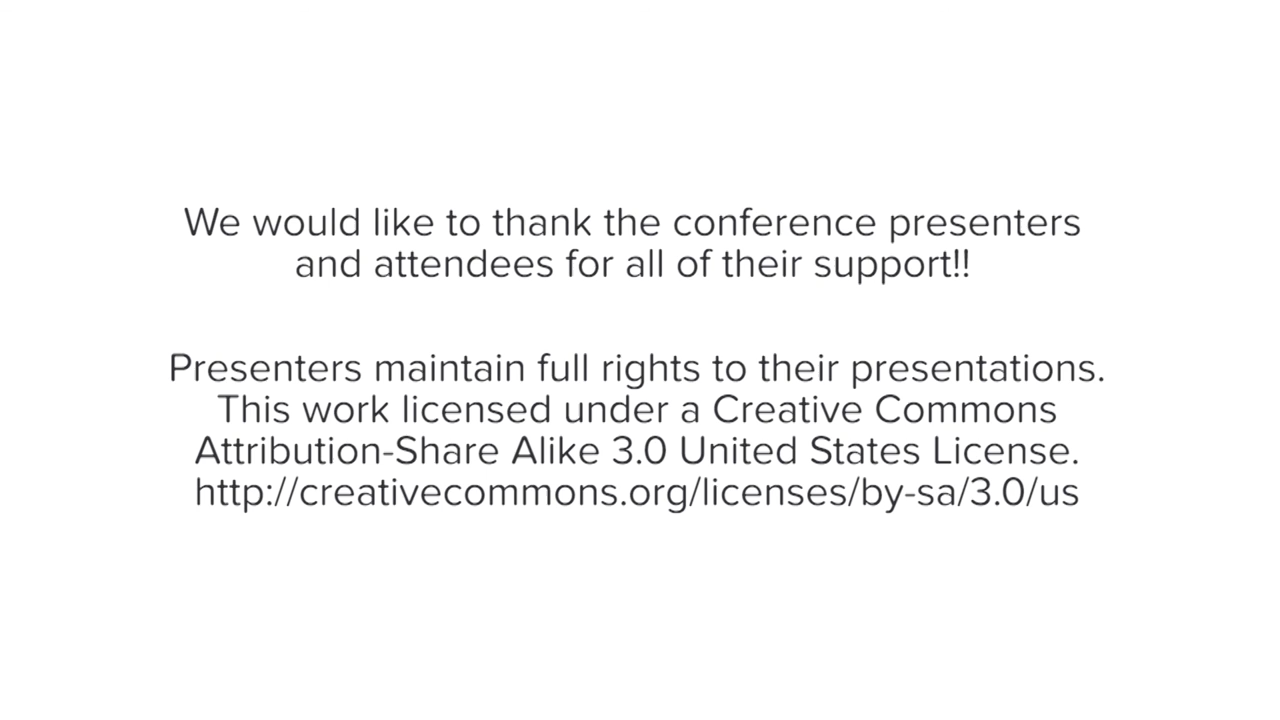 We would like to thank the conference presenters
and attendees for all of their support!!
Presenters maintain full rights to their presentations.
This work licensed under a Creative Commons
Attribution-Share Alike 3.0 United States License.
http://creativecommons.org/licenses/by-sa/3.0/us